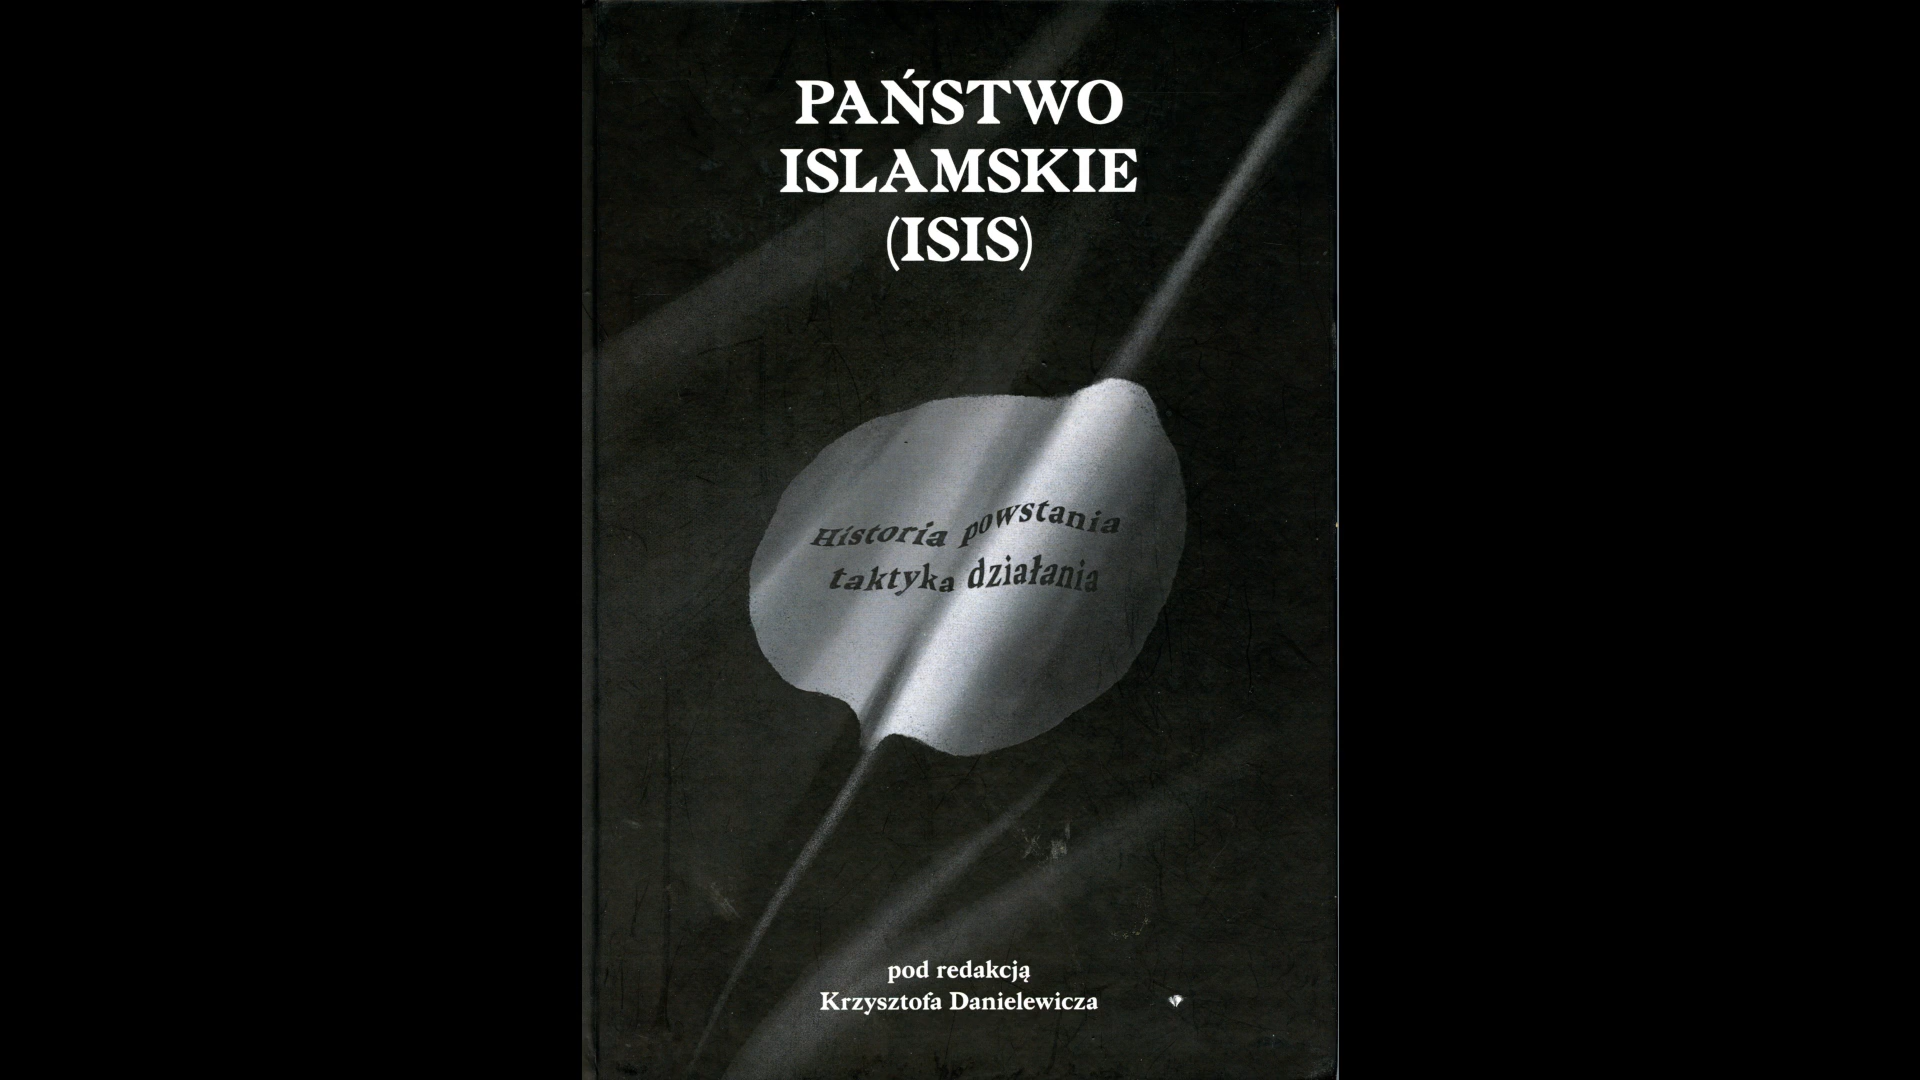 PAŃSTWO
ISLAMSKIE
(ISIS)
Historia powstania
taktyka działania
pod redakcją
Krzysztofa Danielewicza